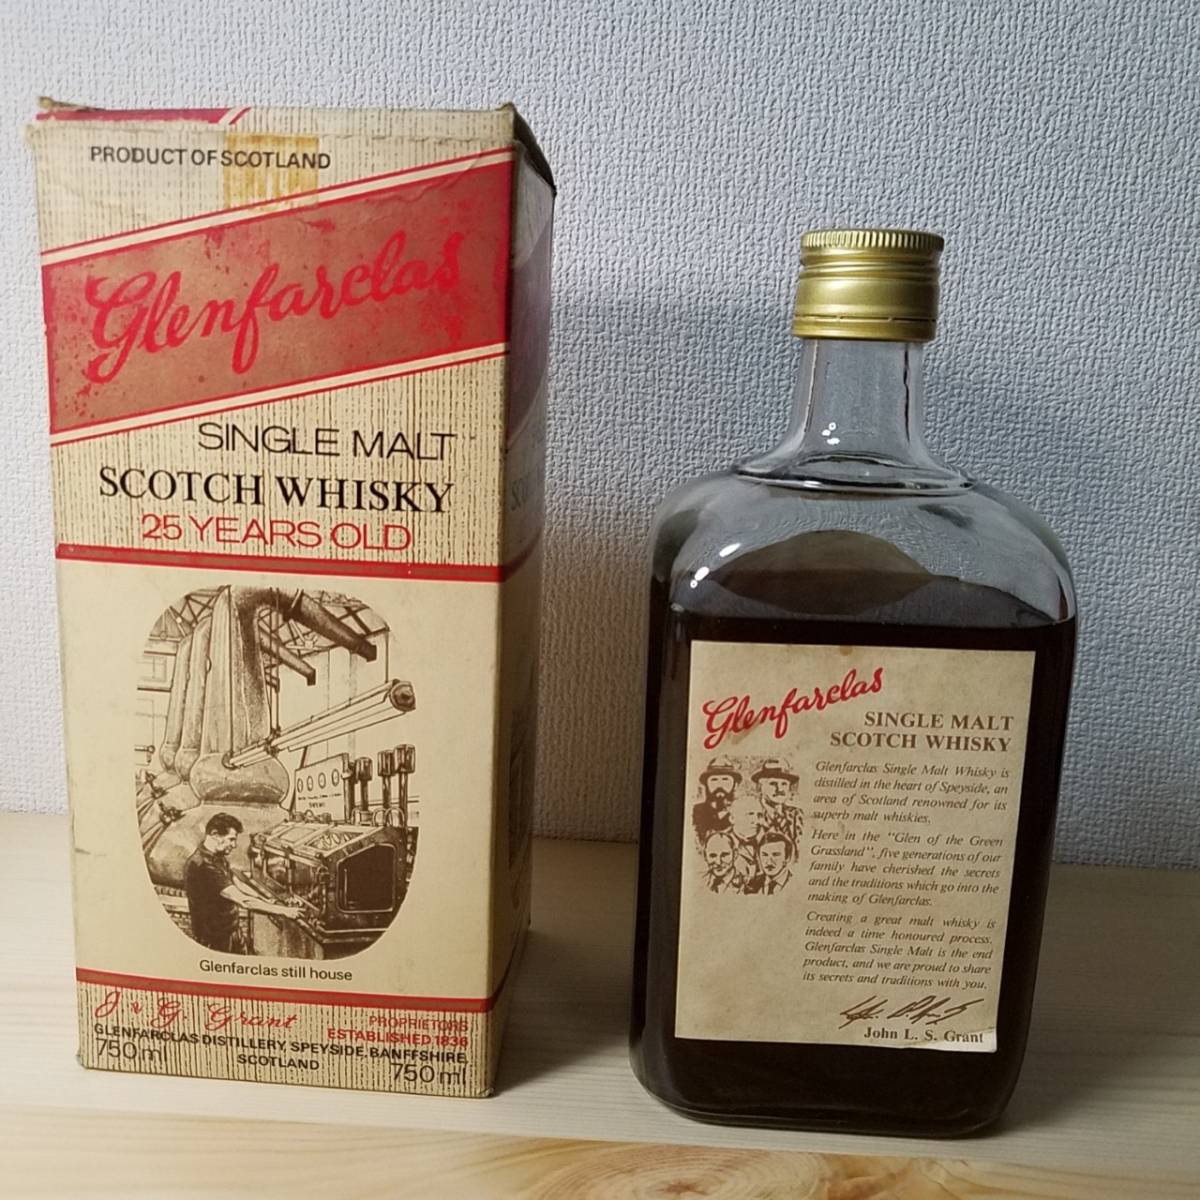 PRODUCT OF SCOTLAND
Glenfarclas
SINGLE MALT
SCOTCH WHISKY
25 YEARS OLD
Glenfarclas still house
J & G. Grant
PROPRIETORS
ESTABLISHED 1836
GLENFARCLAS DISTILLERY, SPEYSIDE, BANFFSHIRE,
SCOTLAND
750 ml
750 ml
Glenfarclas
SINGLE MALT
SCOTCH WHISKY
Glenfarclas Single Malt Whisky is
distilled in the heart of Speyside, an
area of Scotland renowned for its
superb malt whiskies.
Here in the "Glen of the Green
Grassland", five generations of our
family have cherished the secrets
and the traditions which go into the
making of Glenfarclas.
Creating a great malt whisky is
indeed a time honoured process.
Glenfarclas Single Malt is the end
product, and we are proud to share
its secrets and traditions with you.
John L. S. Grant